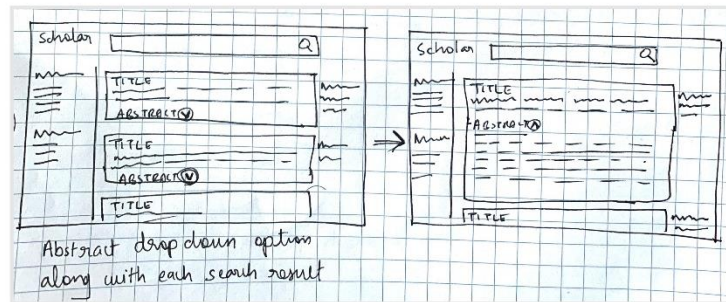 Scholar
TITLE
ABSTRACT
TITLE
ABSTRACT
TITLE
Scholar
TITLE
ABSTRACT
TITLE
Abstract drop down option
along with each search result